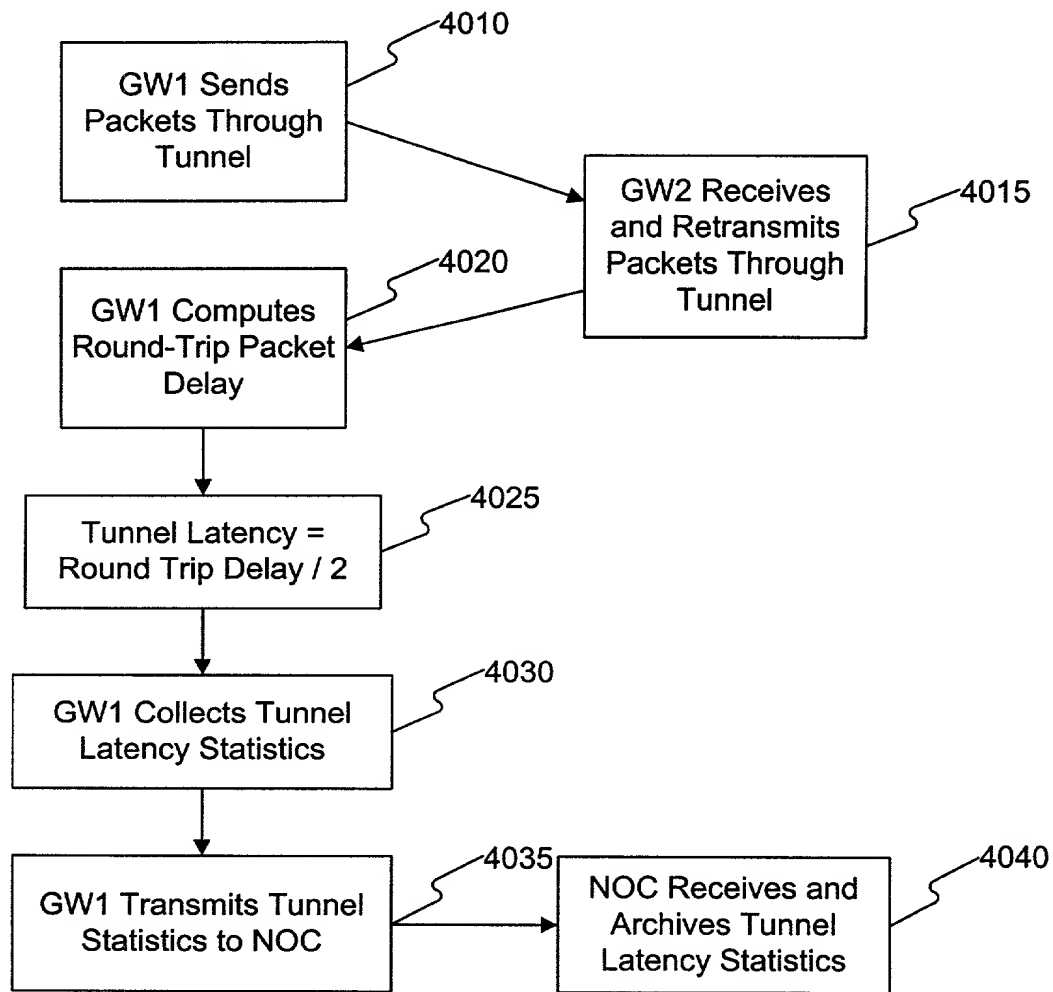 4010
GW1 Sends
Packets Through
Tunnel
GW2 Receives
and Retransmits
Packets Through
Tunnel
4015
4020
GW1 Computes
Round-Trip Packet
Delay
4025
Tunnel Latency =
Round Trip Delay / 2
4030
GW1 Collects Tunnel
Latency Statistics
4035
GW1 Transmits Tunnel
Statistics to NOC
4040
NOC Receives and
Archives Tunnel
Latency Statistics